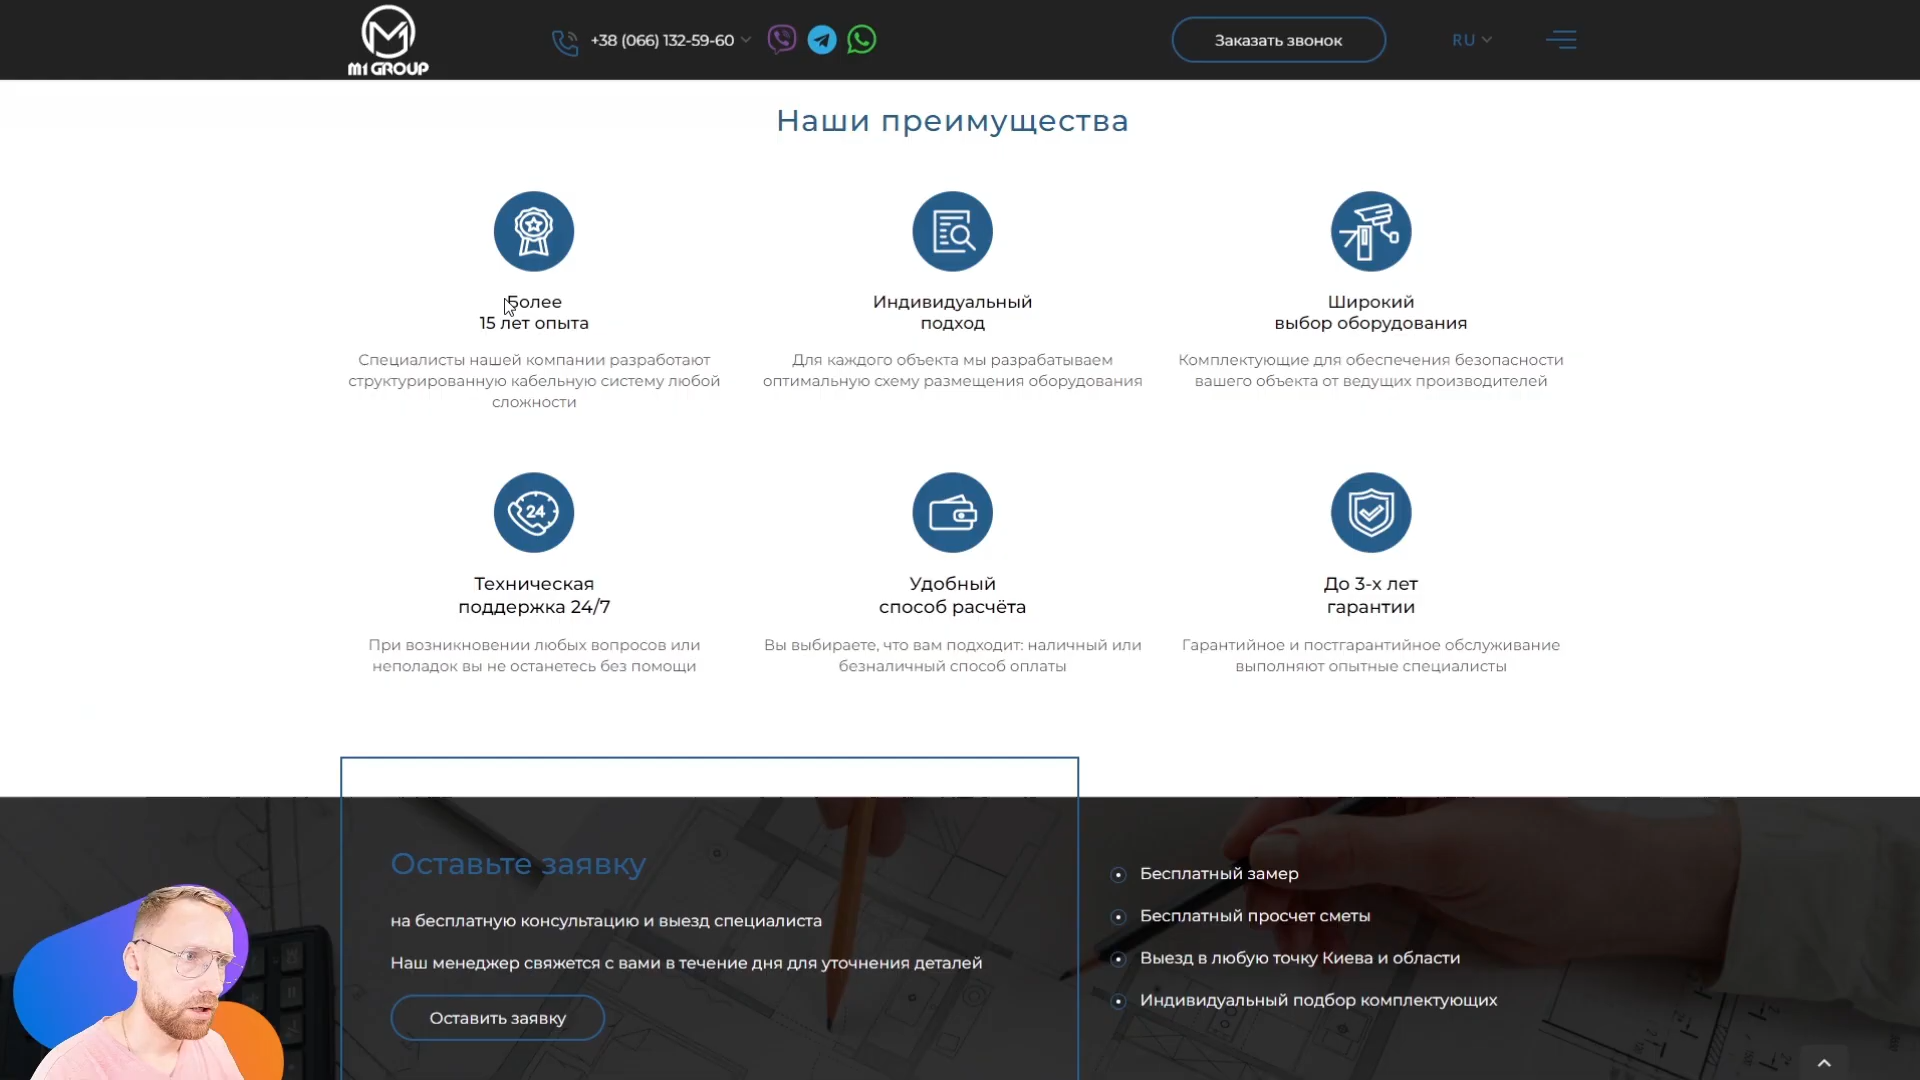 M1 GROUP
+38 (066) 132-59-60
Заказать звонок
RU
Наши преимущества
Более
15 лет опыта
Специалисты нашей компании разработают
структурированную кабельную систему любой
сложности
Индивидуальный
подход
Для каждого объекта мы разрабатываем
оптимальную схему размещения оборудования
Широкий
выбор оборудования
Комплектующие для обеспечения безопасности
вашего объекта от ведущих производителей
24
Техническая
поддержка 24/7
При возникновении любых вопросов или
неполадок вы не останетесь без помощи
Удобный
способ расчёта
Вы выбираете, что вам подходит: наличный или
безналичный способ оплаты
До 3-х лет
гарантии
Гарантийное и постгарантийное обслуживание
выполняют опытные специалисты
Оставьте заявку
на бесплатную консультацию и выезд специалиста
Наш менеджер свяжется с вами в течение дня для уточнения деталей
Оставить заявку
Бесплатный замер
Бесплатный просчет сметы
Выезд в любую точку Киева и области
Индивидуальный подбор комплектующих